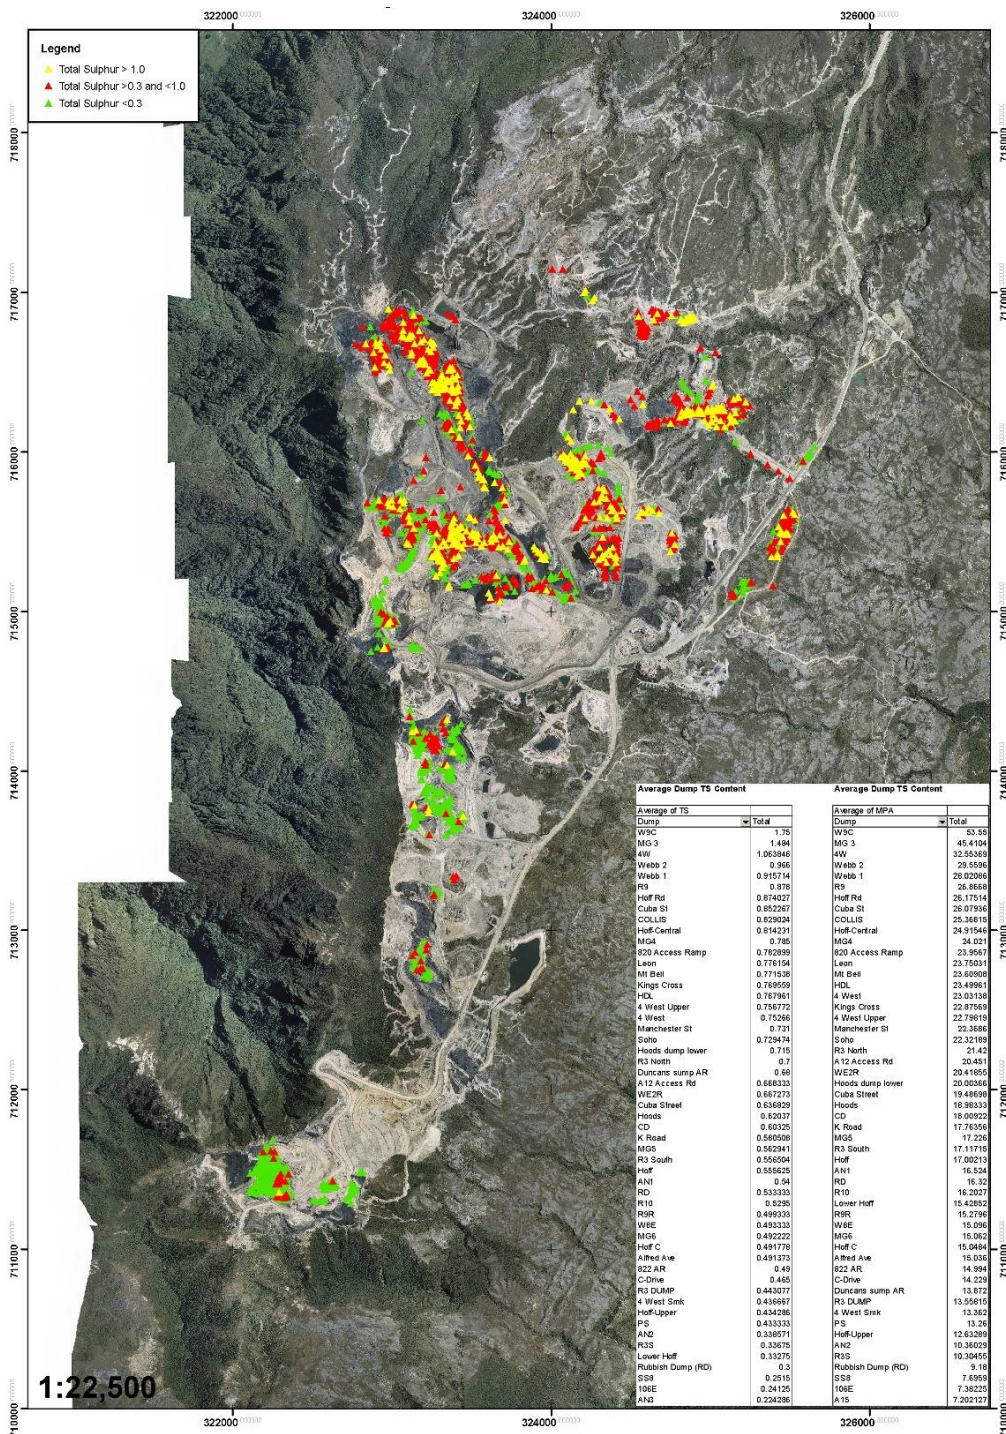 322000 324000 326000
Legend
Total Sulphur > 1.0
Total Sulphur >0.3 and <1.0
Total Sulphur <0.3
718000 718000
717000 717000
716000 716000
715000 715000
714000 714000
Average Dump TS Content Average Dump TS Content
Average of TS Average of MPA
Dump Total Dump Total
W9C 1.75 W9C 53.55
MG 3 1.484 MG 3 45.4104
4W 1.063846 4W 32.55369
Webb 2 0.966 Webb 2 29.5596
Webb 1 0.915714 Webb 1 28.02086
R9 0.878 R9 26.8668
Hoff Rd 0.874027 Hoff Rd 26.17514
Cuba St 0.852267 Cuba St 26.07936
COLLIS 0.829024 COLLIS 25.36815
Hoff-Central 0.814231 Hoff-Central 24.91546
713000 713000
MG4 0.785 MG4 24.021
820 Access Ramp 0.782899 820 Access Ramp 23.9567
Leon 0.776154 Leon 23.75031
Mt Bell 0.771538 Mt Bell 23.60908
Kings Cross 0.769559 HDL 23.49961
HDL 0.767961 4 West 23.03138
4 West Upper 0.756772 Kings Cross 22.87569
4 West 0.75266 4 West Upper 22.79819
Manchester St 0.731 Manchester St 22.3686
Soho 0.729474 Soho 22.32189
Hoods dump lower 0.715 R3 North 21.42
R3 North 0.7 A12 Access Rd 20.451
Duncans sump AR 0.68 WE2R 20.41855
A12 Access Rd 0.668333 Hoods dump lower 20.00366
712000 712000
WE2R 0.667273 Cuba Street 19.48698
Cuba Street 0.636829 Hoods 18.98333
Hoods 0.62037 CD 18.00922
CD 0.60325 K Road 17.76356
K Road 0.580508 MG5 17.226
MG5 0.562941 R3 South 17.11715
R3 South 0.556504 Hoff 17.00213
Hoff 0.555625 AN1 16.524
AN1 0.54 RD 16.32
RD 0.533333 R10 16.2027
R10 0.5295 Lower Hoff 15.42852
R9R 0.499333 R9R 15.2796
W8E 0.493333 W8E 15.096
MG6 0.492222 MG6 15.062
711000 711000
Hoff C 0.491778 Hoff C 15.0484
Alfred Ave 0.491373 Alfred Ave 15.036
822 AR 0.49 822 AR 14.994
C-Drive 0.465 C-Drive 14.229
R3 DUMP 0.443077 Duncans sump AR 13.872
4 West Smk 0.436667 R3 DUMP 13.55815
Hoff-Upper 0.434286 4 West Smk 13.362
PS 0.433333 PS 13.26
AN2 0.338571 Hoff-Upper 12.63289
R3S 0.33675 AN2 10.36029
Lower Hoff 0.33275 R3S 10.30455
Rubbish Dump (RD) 0.3 Rubbish Dump (RD) 9.18
SS8 0.2515 SS8 7.6959
106E 0.24125 106E 7.38225
AN3 0.224286 A15 7.202127
1:22,500
710000 710000
322000 324000 326000